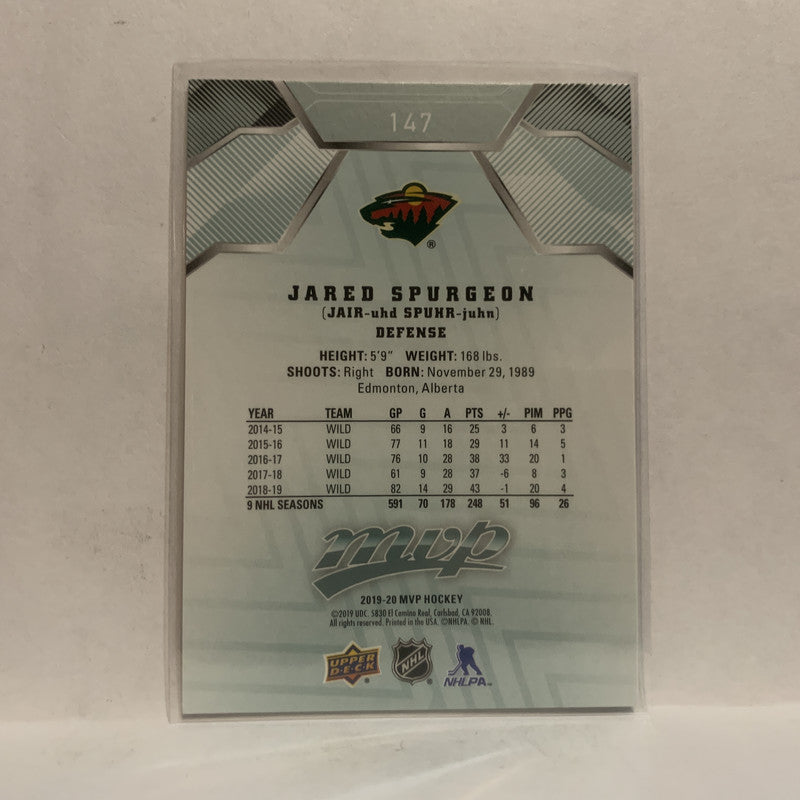 147
®
JARED SPURGEON
(JAIR-uhd SPUHR-juhn)
DEFENSE
HEIGHT: 5'9" WEIGHT: 168 lbs.
SHOOTS: Right BORN: November 29, 1989
Edmonton, Alberta
YEAR TEAM GP G A PTS +/- PIM PPG
2014-15 WILD 66 9 16 25 3 6 3
2015-16 WILD 77 11 18 29 11 14 5
2016-17 WILD 76 10 28 38 33 20 1
2017-18 WILD 61 9 28 37 -6 8 3
2018-19 WILD 82 14 29 43 -1 20 4
9 NHL SEASONS 591 70 178 248 51 96 26
mvp
2019-20 MVP HOCKEY
©2019 UDC. 5830 El Camino Real, Carlsbad, CA 92008.
All rights reserved. Printed in the USA. ©NHLPA. © NHL.
UPPER DECK® NHL® NHLPA™